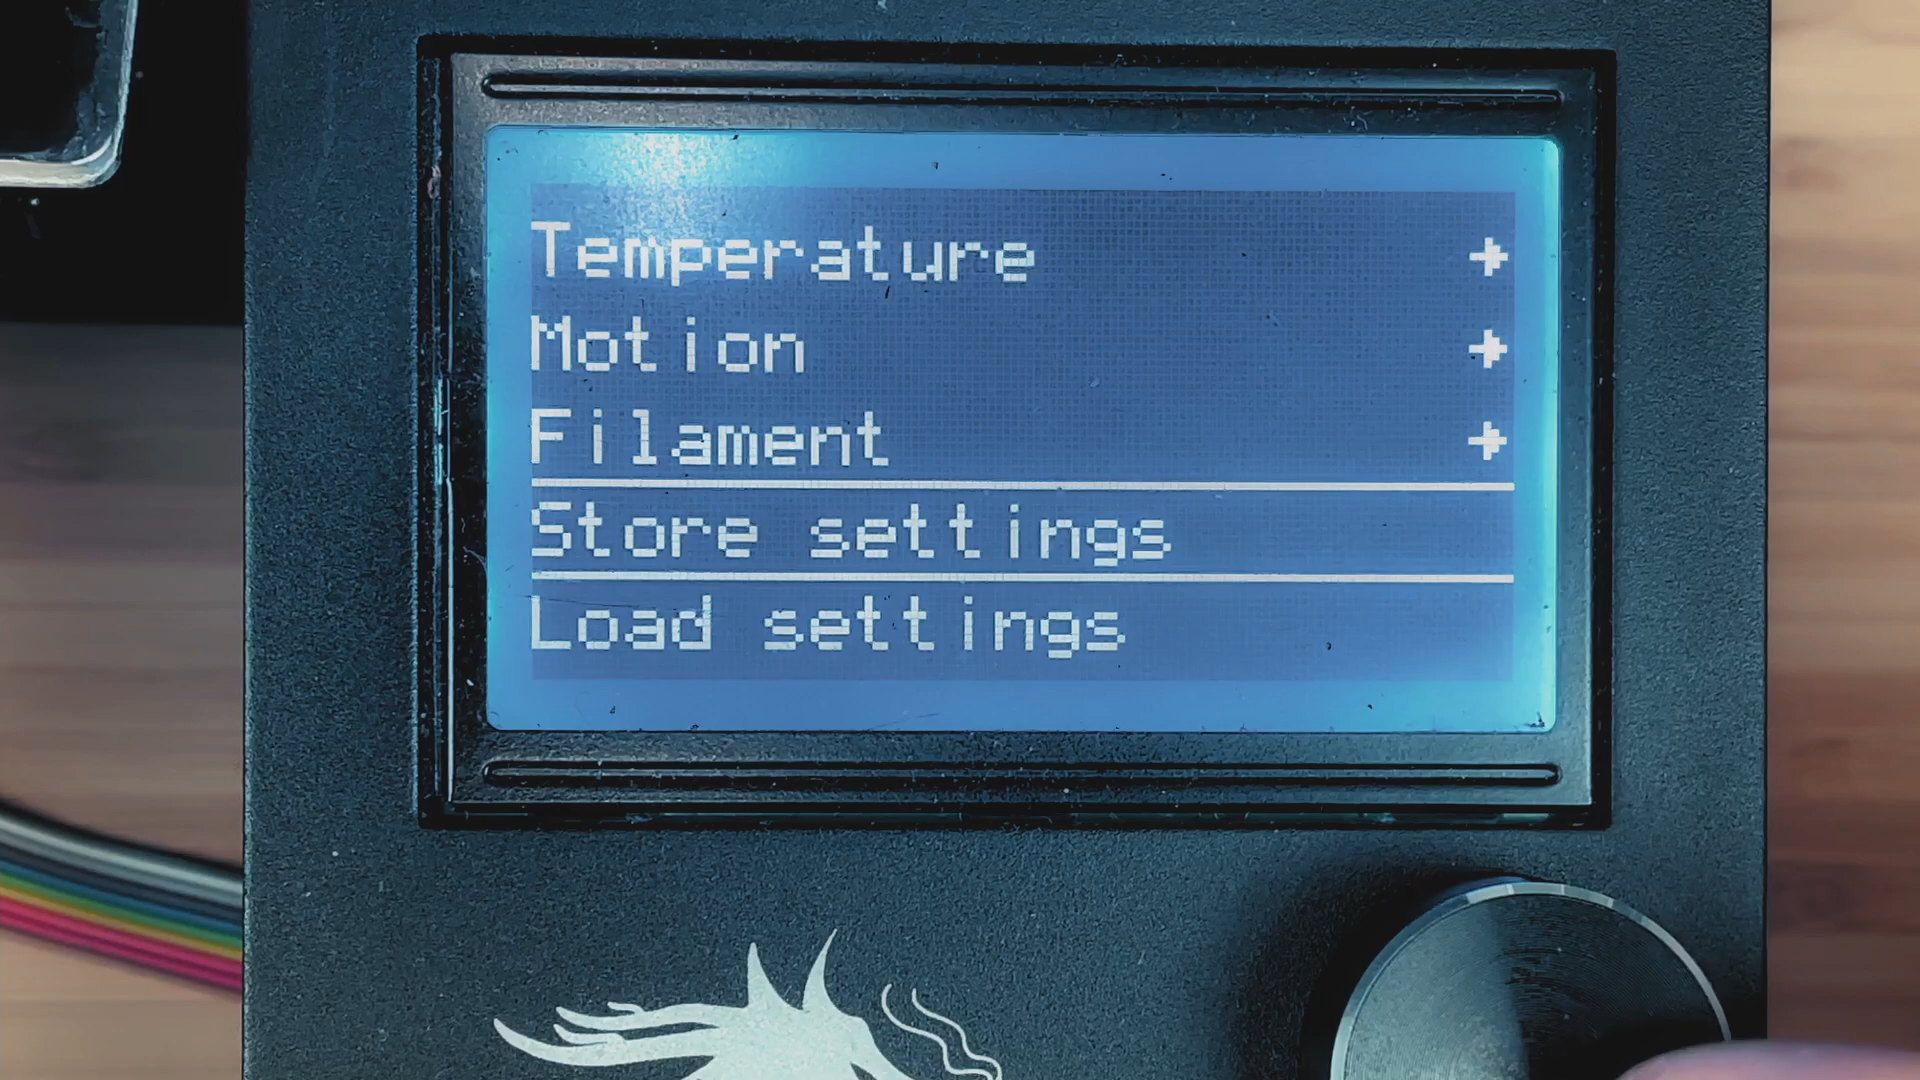 Temperature
Motion
Filament
Store settings
Load settings